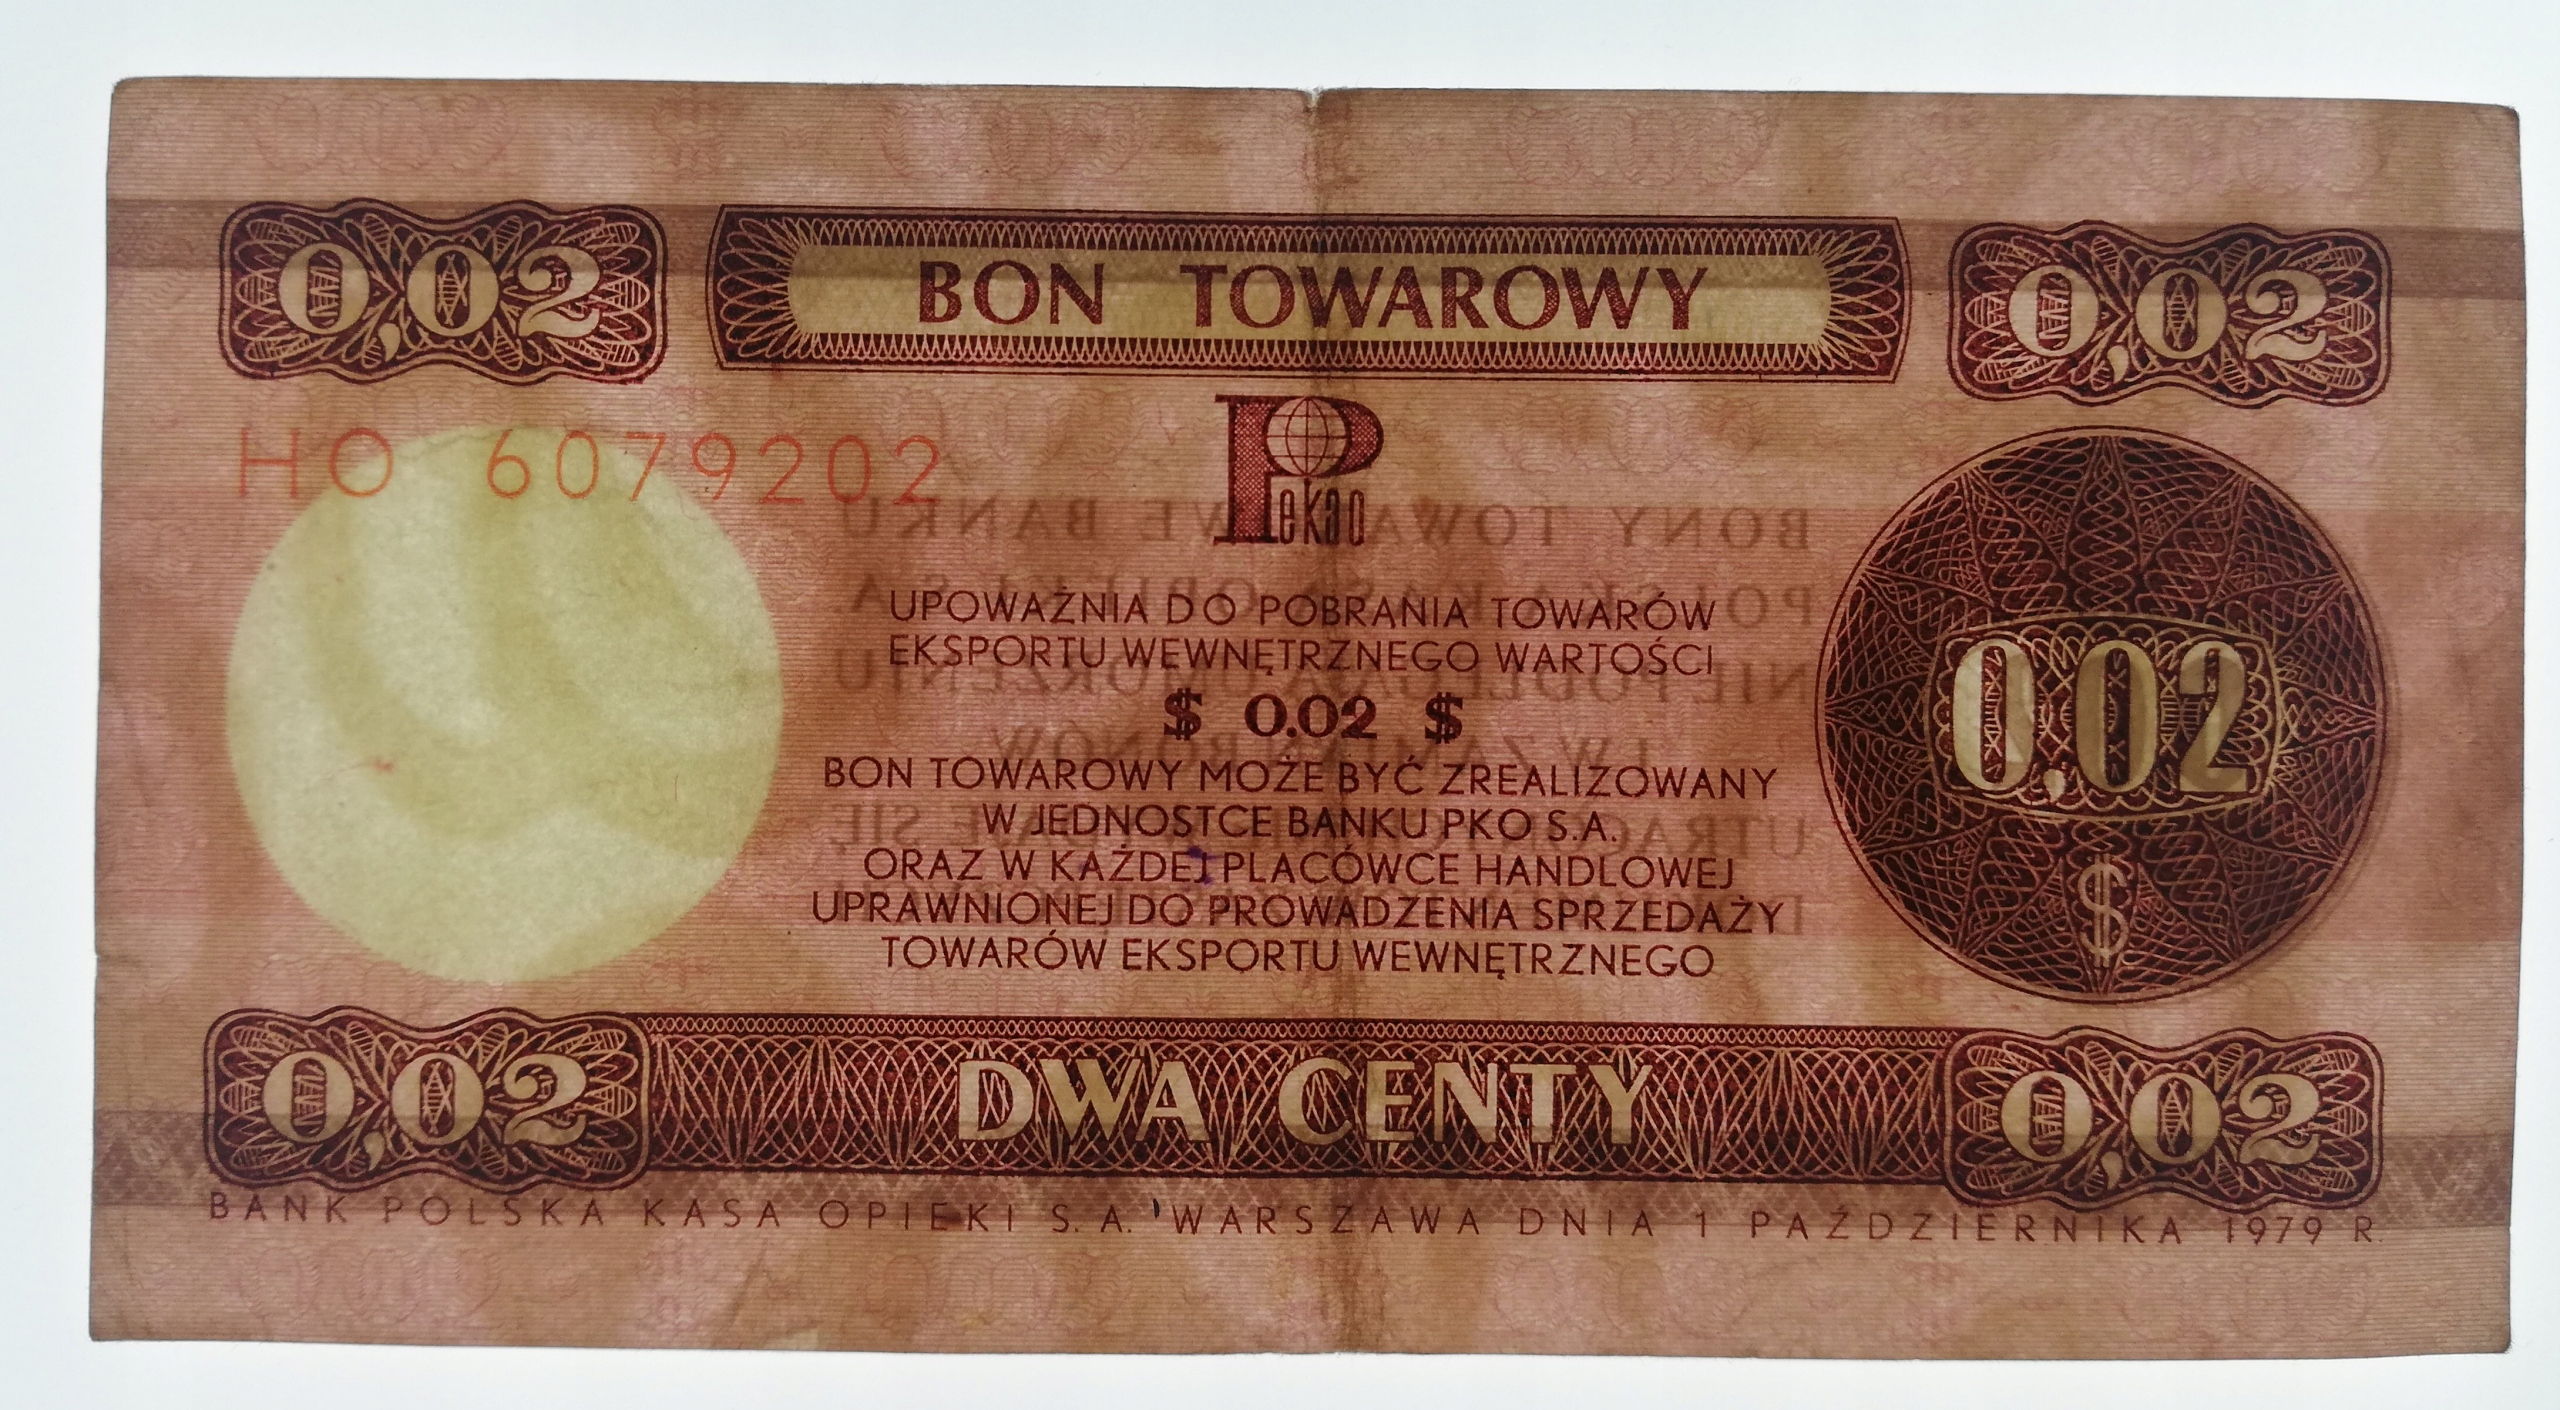 0,02 BON TOWAROWY 0,02
HO 6079202
Pekao
UPOWAŻNIA DO POBRANIA TOWARÓW
EKSPORTU WEWNĘTRZNEGO WARTOŚCI
$ 0.02 $
BON TOWAROWY MOŻE BYĆ ZREALIZOWANY
W JEDNOSTCE BANKU PKO S.A.
ORAZ W KAŻDEJ PLACÓWCE HANDLOWEJ
UPRAWNIONEJ DO PROWADZENIA SPRZEDAŻY
TOWARÓW EKSPORTU WEWNĘTRZNEGO
0,02
$
0,02 DWA CENTY 0,02
BANK POLSKA KASA OPIEKI S.A. WARSZAWA DNIA 1 PAŹDZIERNIKA 1979 R.